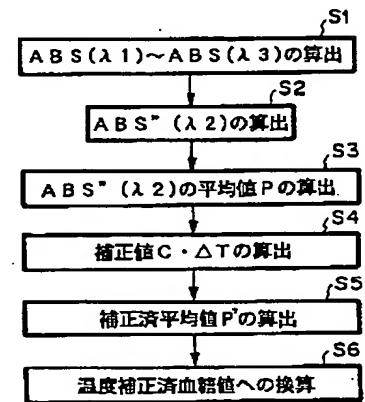 S1
ABS(λ1)~ABS(λ3)の算出
S2
ABS"(λ2)の算出
S3
ABS"(λ2)の平均値Pの算出
S4
補正値C・△Tの算出
S5
補正済平均値P'の算出
S6
温度補正済血糖値への換算